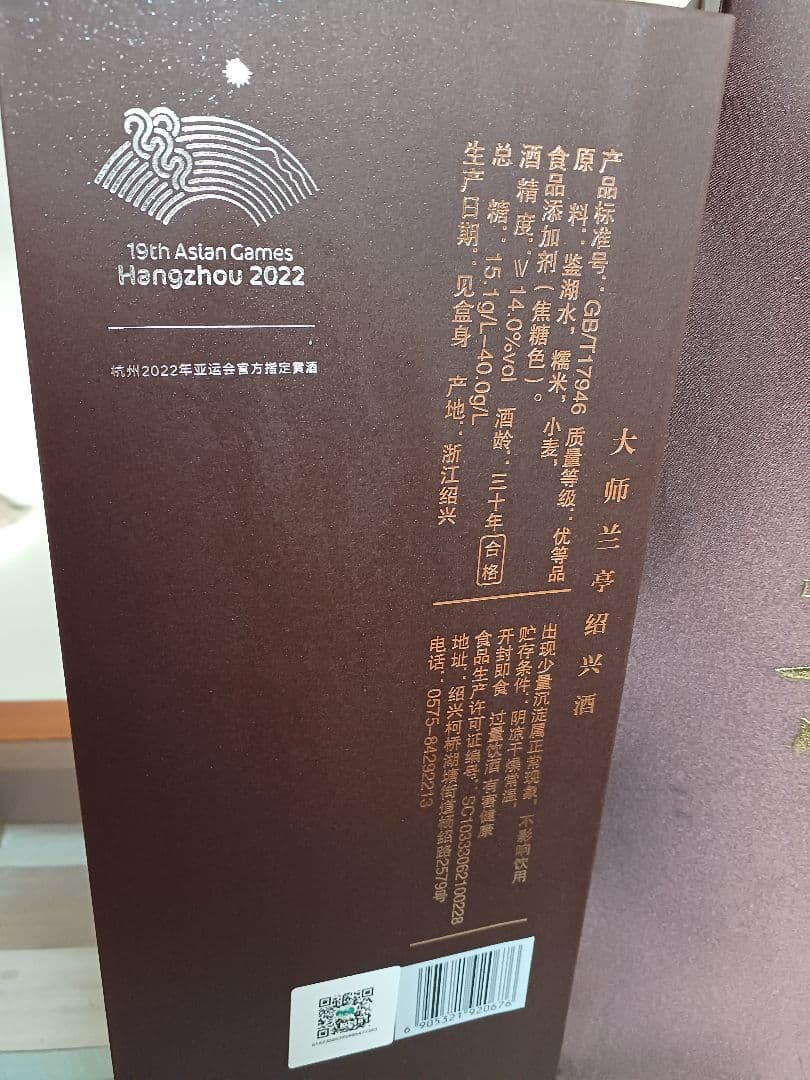 19th Asian Games
Hangzhou 2022
杭州2022年亚运会官方指定黄酒
大师兰亭绍兴酒
产品标准号：GB/T17946 质量等级：优等品
原料：鉴湖水，糯米，小麦，
食品添加剂（焦糖色）。
酒精度：≥14.0%vol 酒龄：三十年
总糖：15.1g/L-40.0g/L 合格
生产日期：见盒身 产地：浙江绍兴
出现少量沉淀属正常现象，不影响饮用
贮存条件：阴凉干燥常温，
开封即食 过量饮酒 有害健康
食品生产许可证编号：SC10333062100228
地址：绍兴柯桥湖塘街道杨绍路2579号
电话：0575-84292213
6 905321 920676